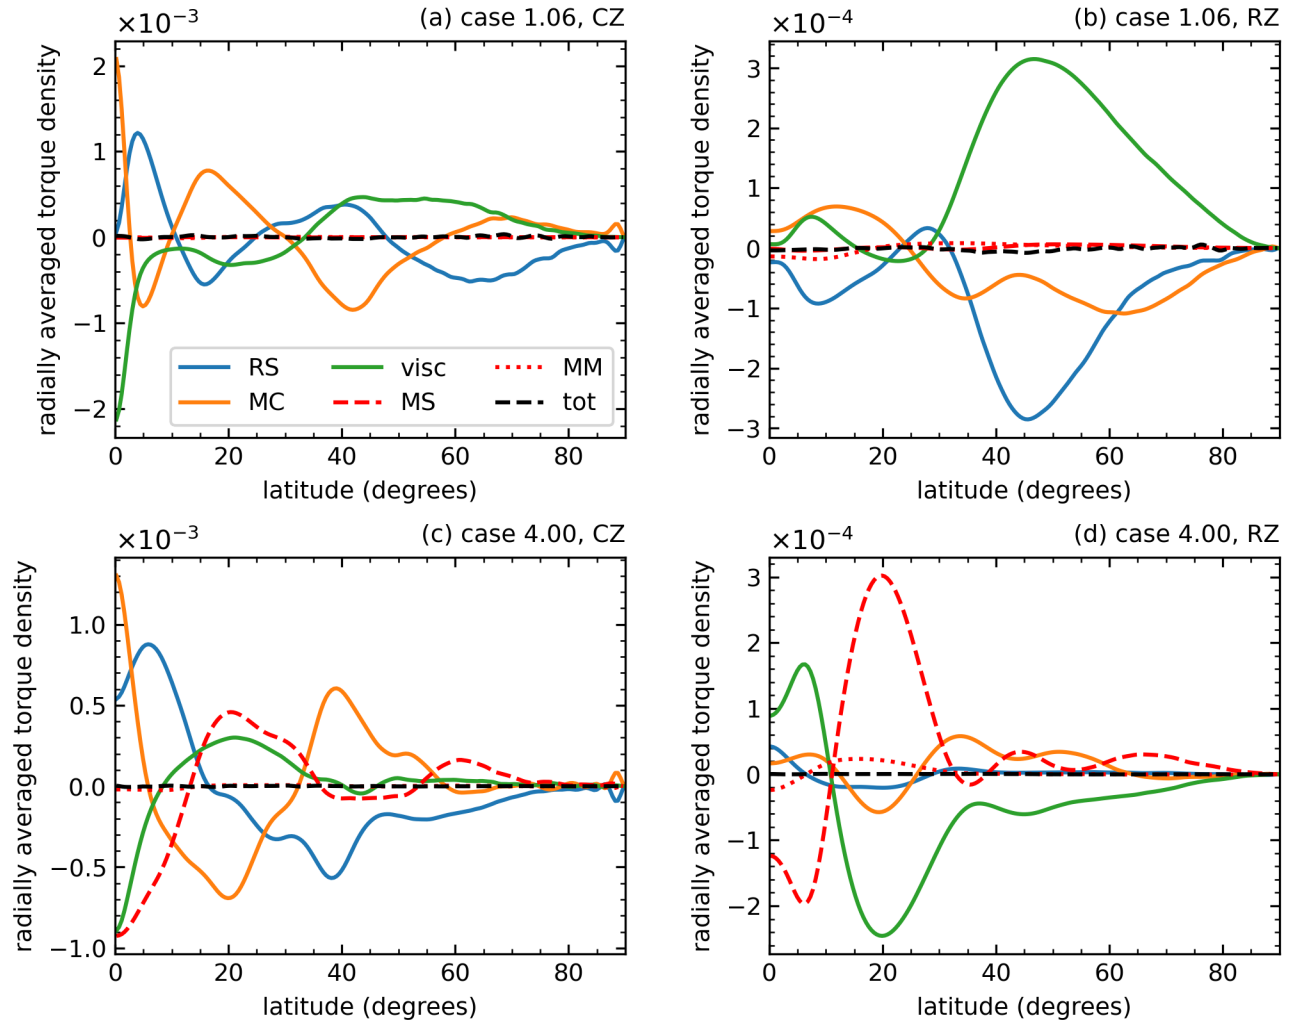 ×10−3
(a) case 1.06, CZ
radially averaged torque density
2
1
0
−1
−2
RS
visc
MM
MC
MS
tot
0 20 40 60 80
latitude (degrees)
×10−4
(b) case 1.06, RZ
radially averaged torque density
3
2
1
0
−1
−2
−3
0 20 40 60 80
latitude (degrees)
×10−3
(c) case 4.00, CZ
radially averaged torque density
1.0
0.5
0.0
−0.5
−1.0
0 20 40 60 80
latitude (degrees)
×10−4
(d) case 4.00, RZ
radially averaged torque density
3
2
1
0
−1
−2
0 20 40 60 80
latitude (degrees)